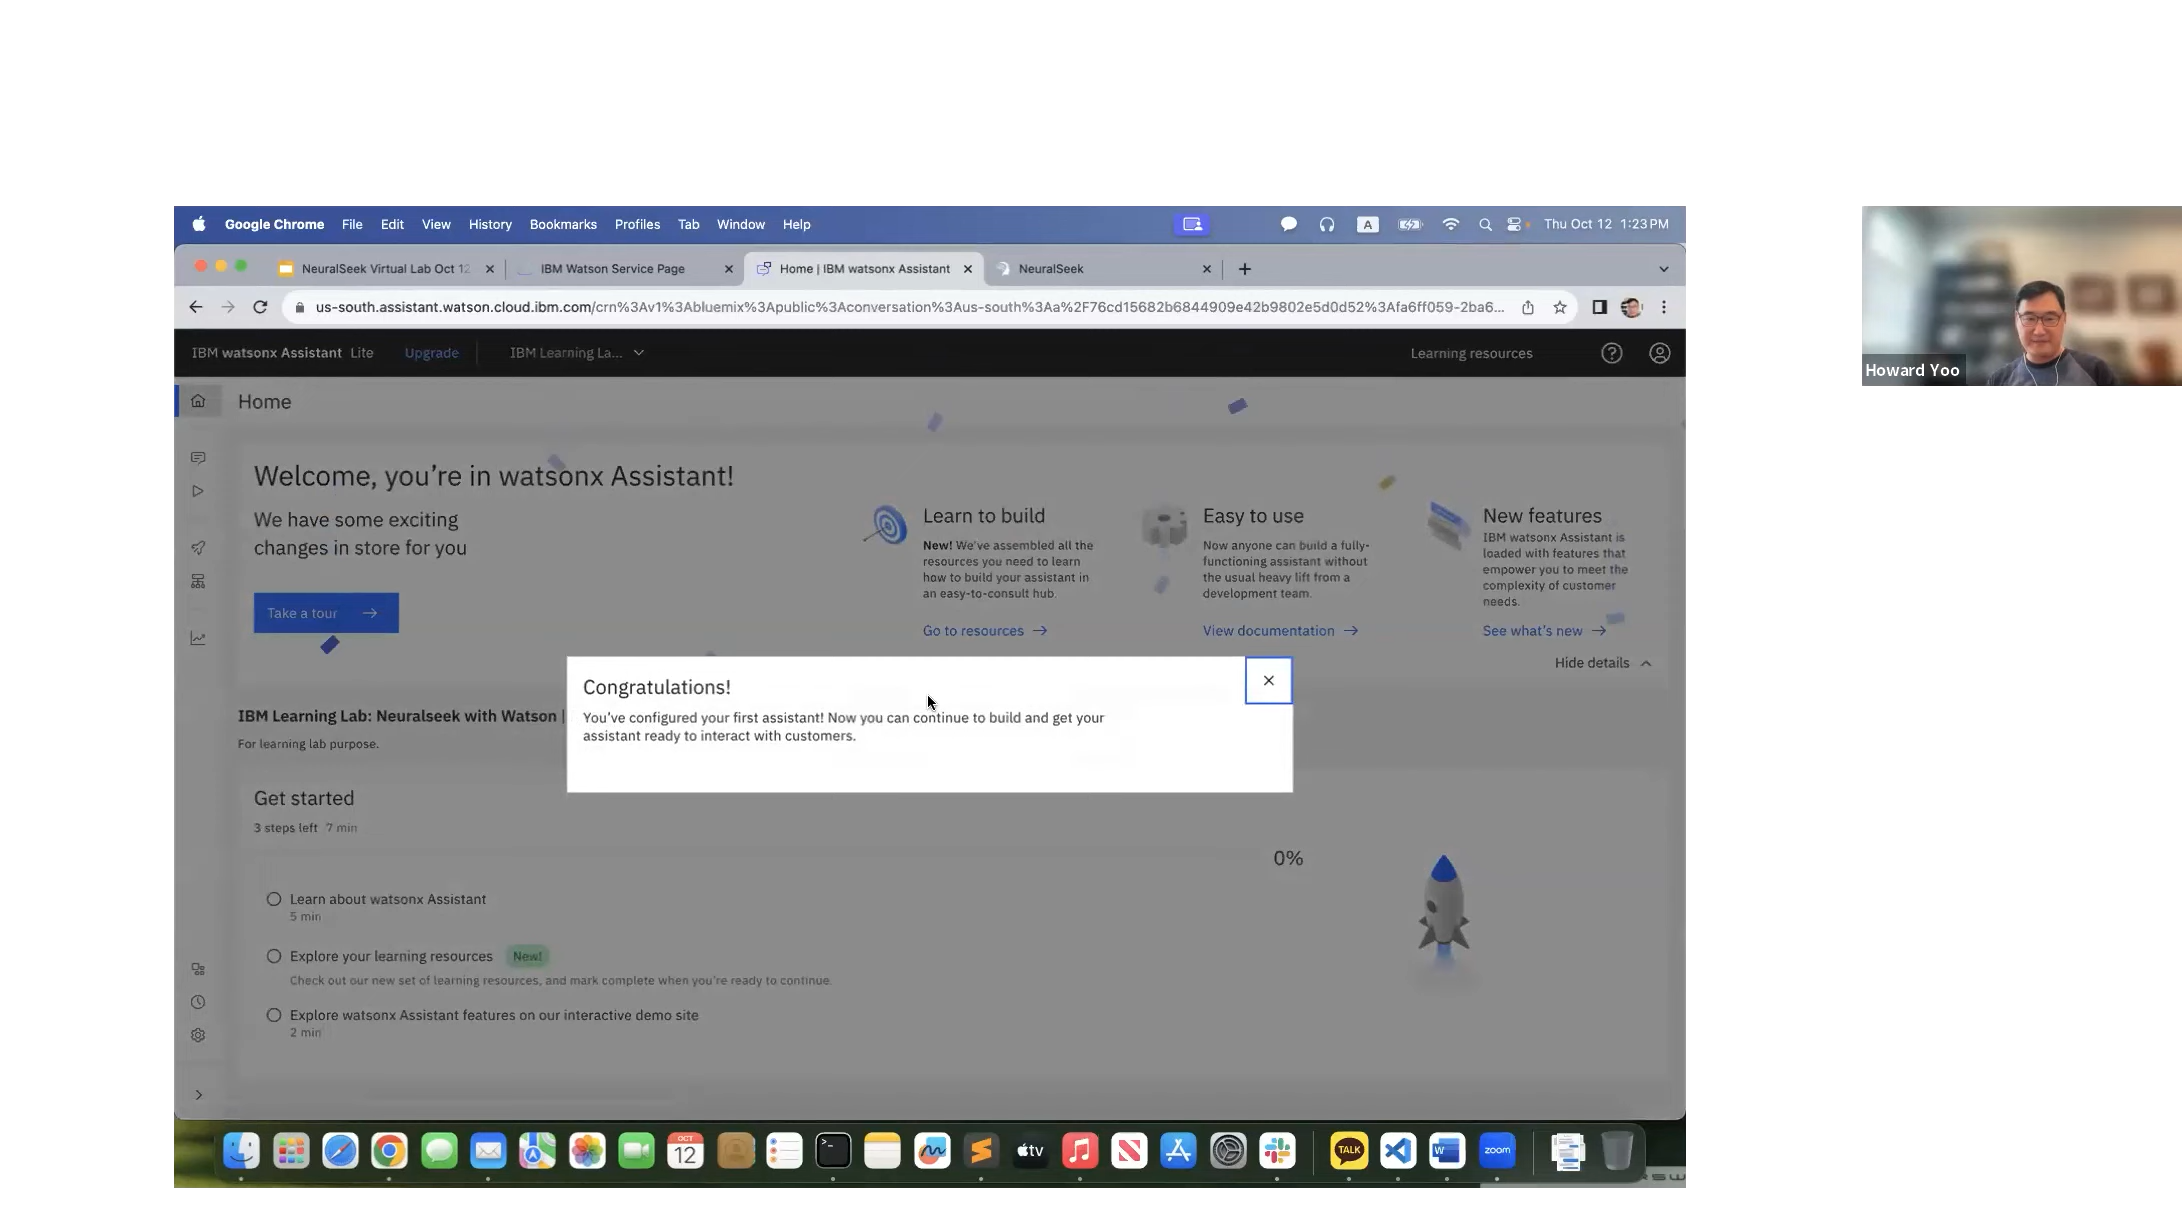 Google Chrome File Edit View History Bookmarks Profiles Tab Window Help
A
Thu Oct 12 1:23 PM
NeuralSeek Virtual Lab Oct 12
IBM Watson Service Page
Home | IBM watsonx Assistant
NeuralSeek
us-south.assistant.watson.cloud.ibm.com/crn%3Av1%3Abluemix%3Apublic%3Aconversation%3Aus-south%3Aa%2F76cd15682b6844909e42b9802e5d0d52%3Afa6ff059-2ba6...
IBM watsonx Assistant Lite Upgrade IBM Learning La... Learning resources
Howard Yoo
Home
Welcome, you're in watsonx Assistant!
We have some exciting
changes in store for you
Take a tour
Learn to build
New! We've assembled all the
resources you need to learn
how to build your assistant in
an easy-to-consult hub.
Go to resources
Easy to use
Now anyone can build a fully-
functioning assistant without
the usual heavy lift from a
development team.
View documentation
New features
IBM watsonx Assistant is
loaded with features that
empower you to meet the
complexity of customer
needs.
See what's new
Hide details
Congratulations!
You've configured your first assistant! Now you can continue to build and get your
assistant ready to interact with customers.
IBM Learning Lab: Neuralseek with Watson |
For learning lab purpose.
Get started
3 steps left 7 min
0%
Learn about watsonx Assistant
5 min
Explore your learning resources New!
Check out our new set of learning resources, and mark complete when you're ready to continue.
Explore watsonx Assistant features on our interactive demo site
2 min
OCT
12
tv
TALK
W
zoom